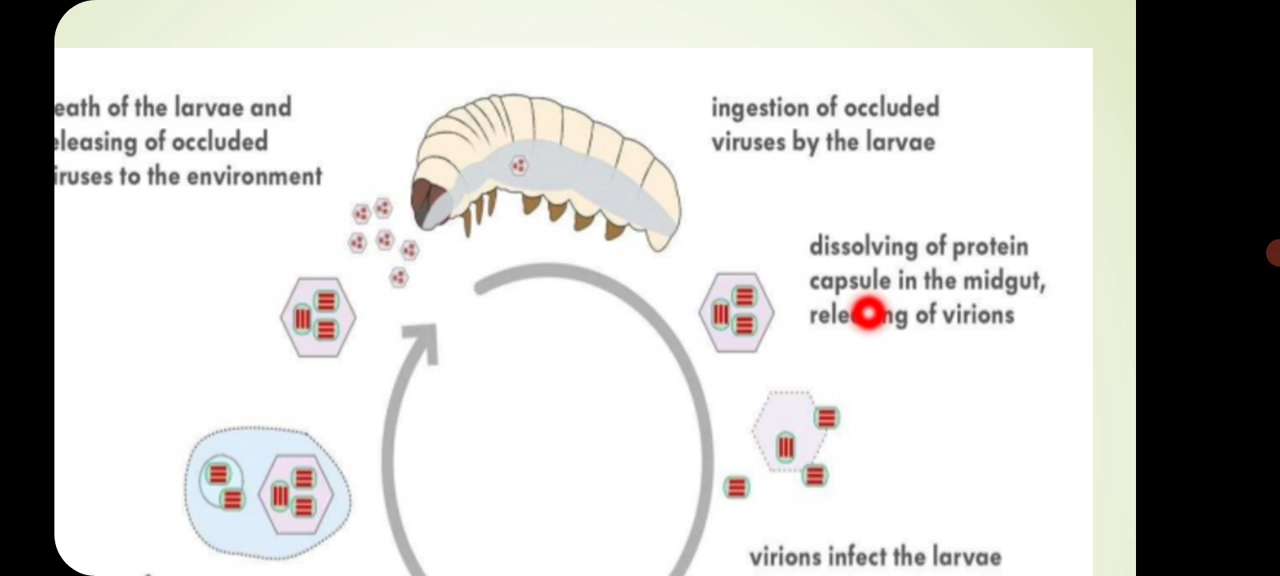 eath of the larvae and
eleasing of occluded
iruses to the environment
ingestion of occluded
viruses by the larvae
dissolving of protein
capsule in the midgut,
of virions
virions infect the larvae